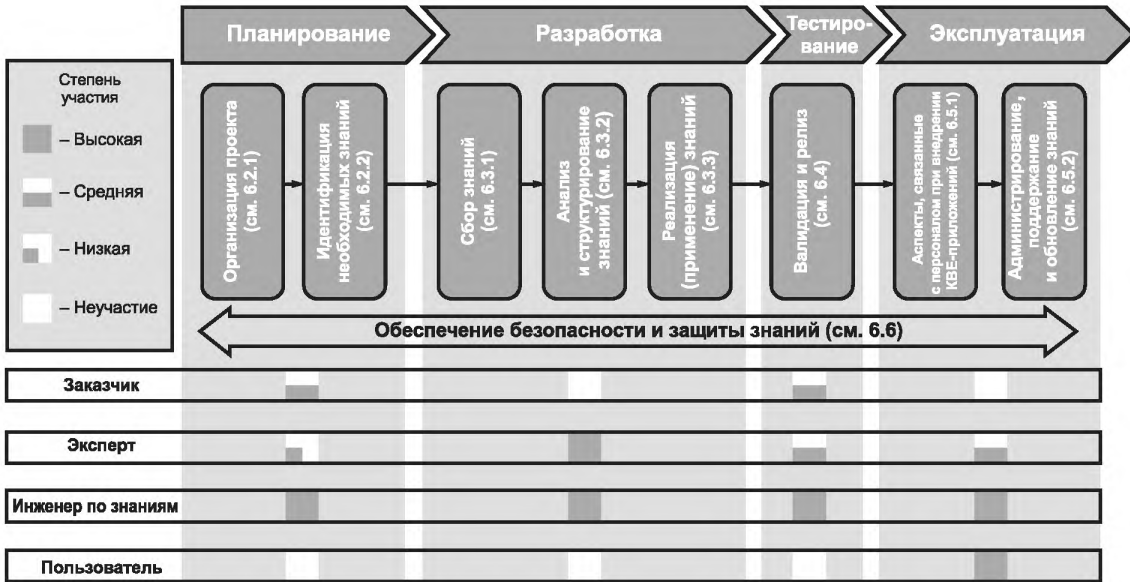 Планирование
Разработка
Тестиро-
вание
Эксплуатация
Степень
участия
– Высокая
– Средняя
– Низкая
– Неучастие
Организация проекта
(см. 6.2.1)
Идентификация
необходимых знаний
(см. 6.2.2)
Сбор знаний
(см. 6.3.1)
Анализ
и структурирование
знаний (см. 6.3.2)
Реализация
(применение) знаний
(см. 6.3.3)
Валидация и релиз
(см. 6.4)
Аспекты, связанные
с персоналом при внедрении
КВЕ-приложений (см. 6.5.1)
Администрирование,
поддержание
и обновление знаний
(см. 6.5.2)
Обеспечение безопасности и защиты знаний (см. 6.6)
Заказчик
Эксперт
Инженер по знаниям
Пользователь